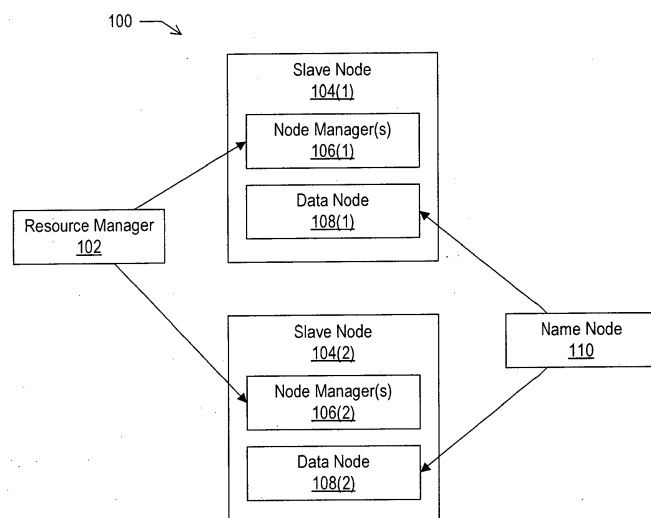 100
Slave Node
104(1)
Node Manager(s)
106(1)
Data Node
108(1)
Resource Manager
102
Slave Node
104(2)
Node Manager(s)
106(2)
Data Node
108(2)
Name Node
110